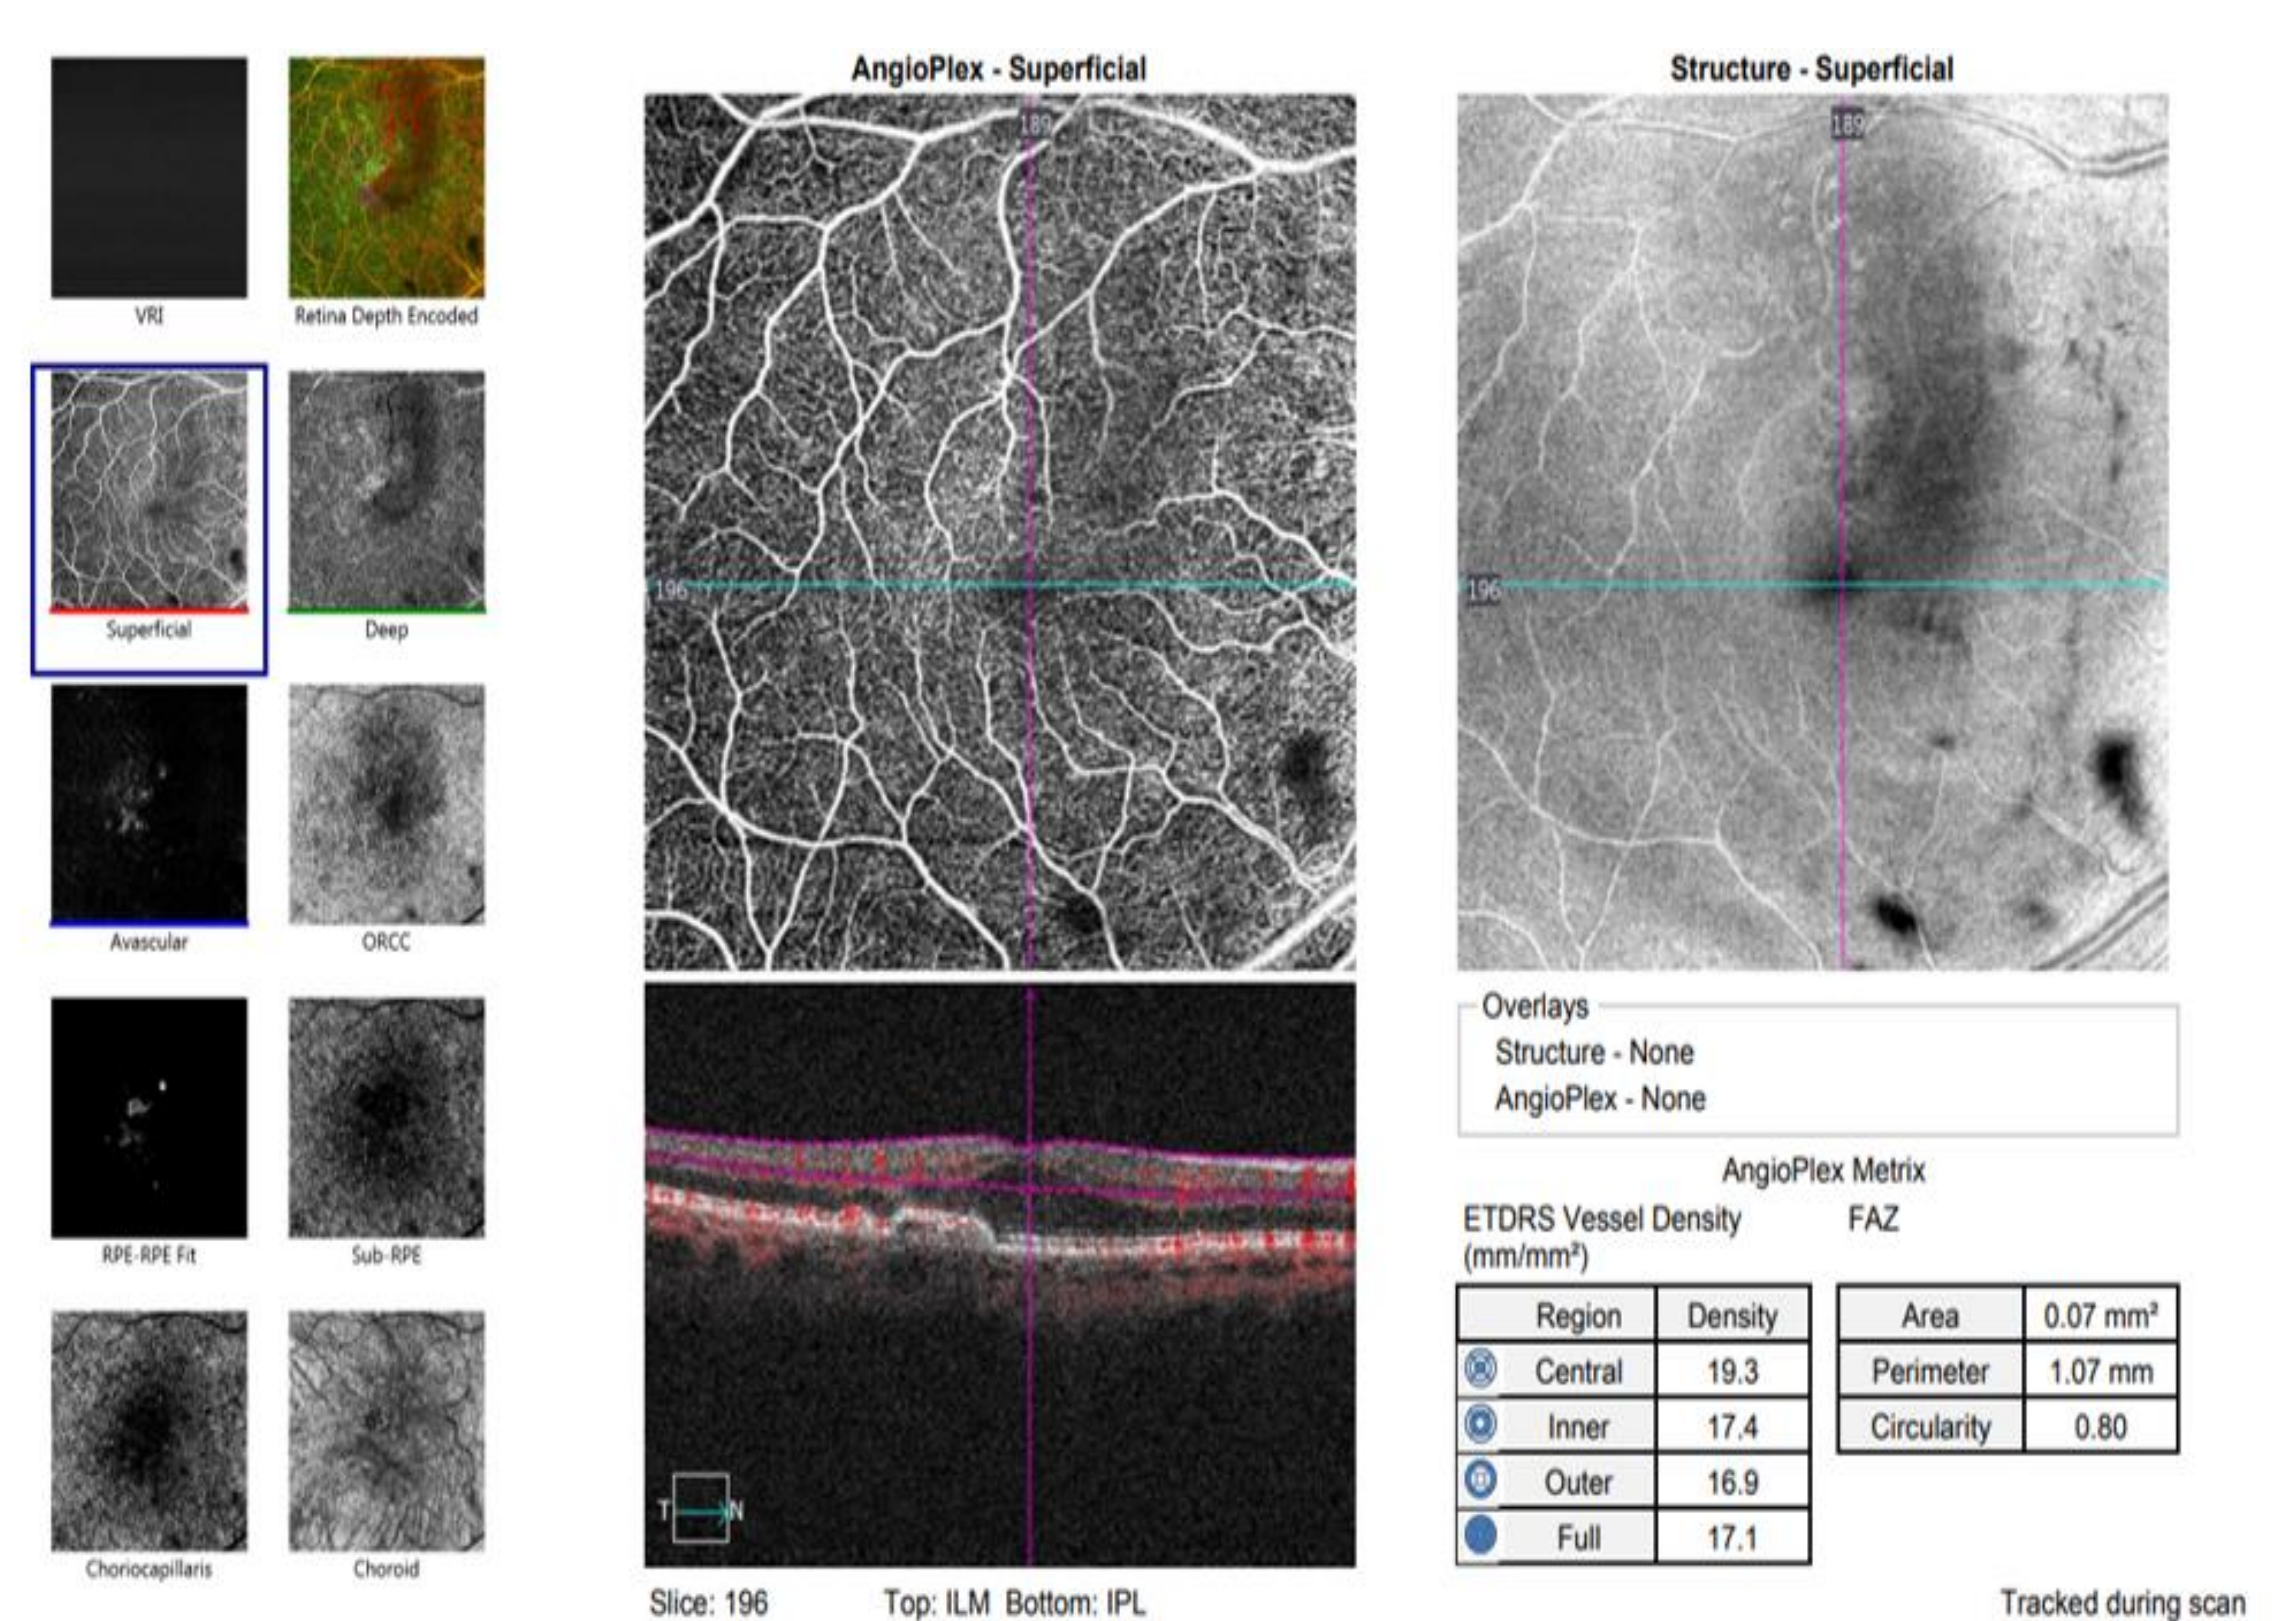 VRI
Retina Depth Encoded
Superficial
Deep
Avascular
ORCC
RPE-RPE Fit
Sub-RPE
Choriocapillaris
Choroid
AngioPlex - Superficial
189
196
T
N
Slice: 196 Top: ILM Bottom: IPL
Structure - Superficial
189
196
Overlays
Structure - None
AngioPlex - None
AngioPlex Metrix
ETDRS Vessel Density
(mm/mm²)
Region Density
Central 19.3
Inner 17.4
Outer 16.9
Full 17.1
FAZ
Area 0.07 mm²
Perimeter 1.07 mm
Circularity 0.80
Tracked during scan